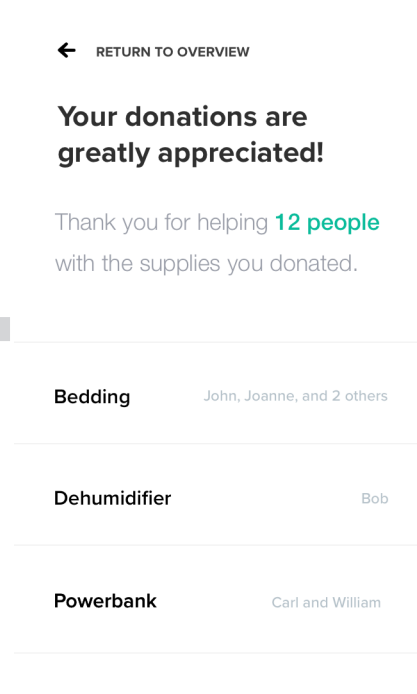 RETURN TO OVERVIEW
Your donations are
greatly appreciated!
Thank you for helping 12 people
with the supplies you donated.
Bedding John, Joanne, and 2 others
Dehumidifier Bob
Powerbank Carl and William